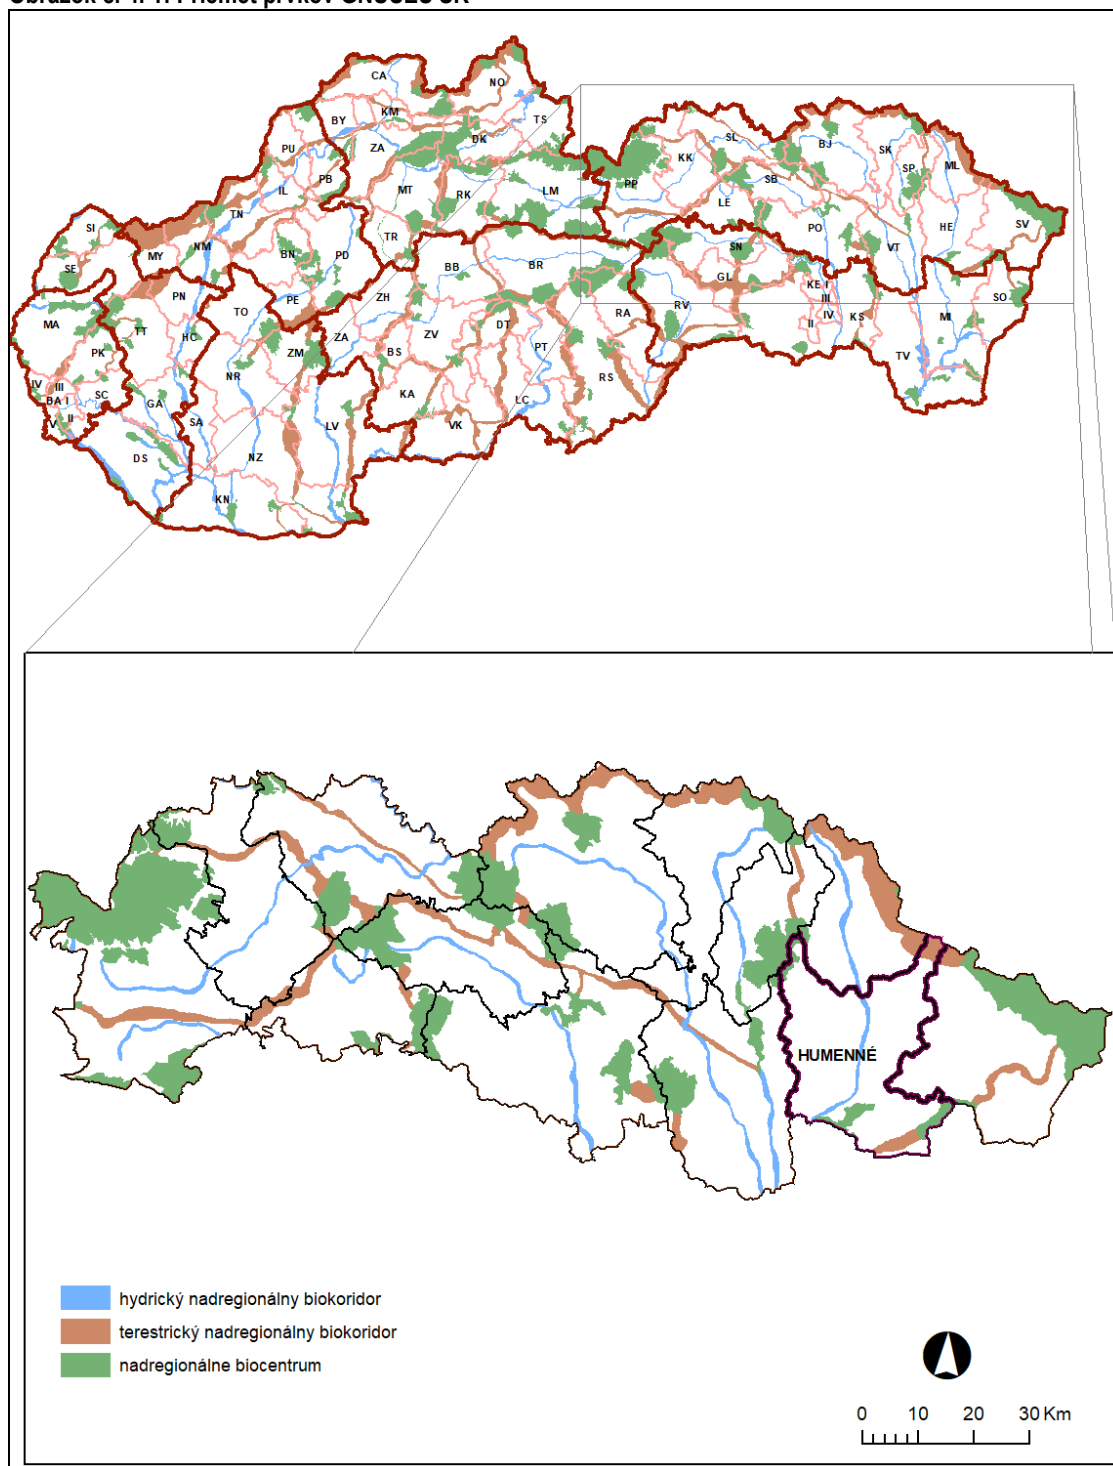 CA
NO
BY
KM
TS
ZA
DK
PU
PB
IL
MT
RK
LM
TN
TR
SI
NM
MY
BN
PD
SE
PN
PE
TO
ZH
BB
BR
MA
TT
HC
ZA
ZV
DT
PT
PK
ZM
BS
NR
KA
LC
VK
RA
RS
RV
IV
III
BA
I
II
V
SC
GA
SA
LV
DS
NZ
KN
PP
KK
SL
BJ
SK
SP
ML
SB
LE
PO
VT
HE
SV
SN
GL
KE
I
III
IV
II
KS
MI
SO
TV
HUMENNÉ
hydrický nadregionálny biokoridor
terestrický nadregionálny biokoridor
nadregionálne biocentrum
0 10 20 30 Km